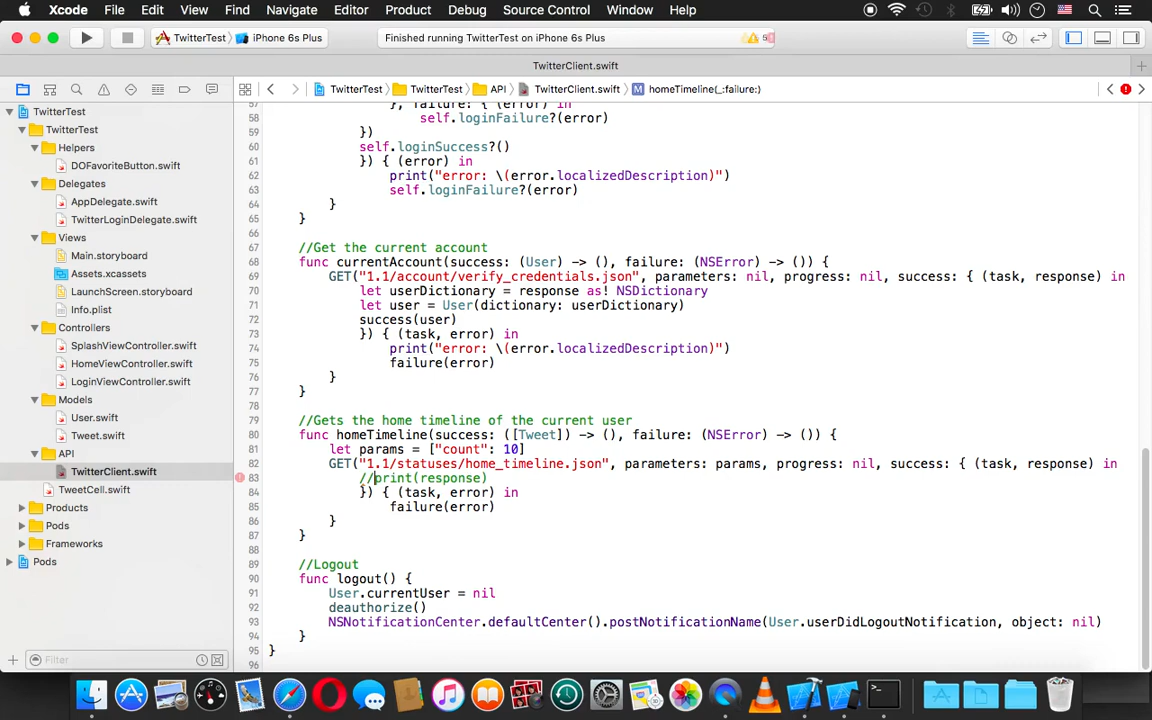 Xcode File Edit View Find Navigate Editor Product Debug Source Control Window Help
TwitterTest iPhone 6s Plus Finished running TwitterTest on iPhone 6s Plus
TwitterClient.swift
TwitterTest TwitterTest API TwitterClient.swift M homeTimeline(_:failure:)
TwitterTest
TwitterTest
Helpers
DOFavoriteButton.swift
Delegates
AppDelegate.swift
TwitterLoginDelegate.swift
Views
Main.storyboard
Assets.xcassets
LaunchScreen.storyboard
Info.plist
Controllers
SplashViewController.swift
HomeViewController.swift
LoginViewController.swift
Models
User.swift
Tweet.swift
API
TwitterClient.swift
TweetCell.swift
Products
Pods
Frameworks
Pods
Filter
57 }, failure: { (error) in
58 self.loginFailure?(error)
59 })
60 self.loginSuccess?()
61 }) { (error) in
62 print("error: \(error.localizedDescription)")
63 self.loginFailure?(error)
64 }
65 }
66
67 //Get the current account
68 func currentAccount(success: (User) -> (), failure: (NSError) -> ()) {
69 GET("1.1/account/verify_credentials.json", parameters: nil, progress: nil, success: { (task, response) in
70 let userDictionary = response as! NSDictionary
71 let user = User(dictionary: userDictionary)
72 success(user)
73 }) { (task, error) in
74 print("error: \(error.localizedDescription)")
75 failure(error)
76 }
77 }
78
79 //Gets the home timeline of the current user
80 func homeTimeline(success: ([Tweet]) -> (), failure: (NSError) -> ()) {
81 let params = ["count": 10]
82 GET("1.1/statuses/home_timeline.json", parameters: params, progress: nil, success: { (task, response) in
83 //print(response)
84 }) { (task, error) in
85 failure(error)
86 }
87 }
88
89 //Logout
90 func logout() {
91 User.currentUser = nil
92 deauthorize()
93 NSNotificationCenter.defaultCenter().postNotificationName(User.userDidLogoutNotification, object: nil)
94 }
95 }
96